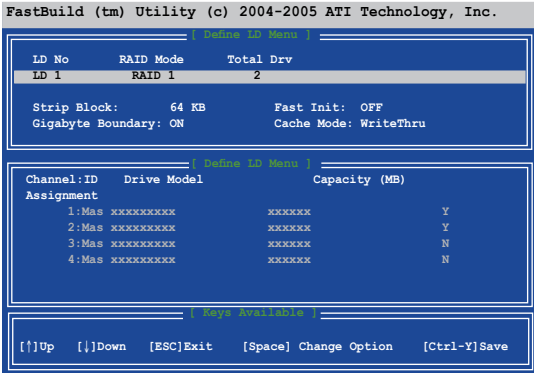 FastBuild (tm) Utility (c) 2004-2005 ATI Technology, Inc.
[ Define LD Menu ]
LD No RAID Mode Total Drv
LD 1 RAID 1 2
Strip Block: 64 KB Fast Init: OFF
Gigabyte Boundary: ON Cache Mode: WriteThru
[ Define LD Menu ]
Channel:ID Drive Model Capacity (MB)
Assignment
1:Mas xxxxxxxxx xxxxxx Y
2:Mas xxxxxxxxx xxxxxx Y
3:Mas xxxxxxxxx xxxxxx N
4:Mas xxxxxxxxx xxxxxx N
[ Keys Available ]
[↑]Up [↓]Down [ESC]Exit [Space] Change Option [Ctrl-Y]Save